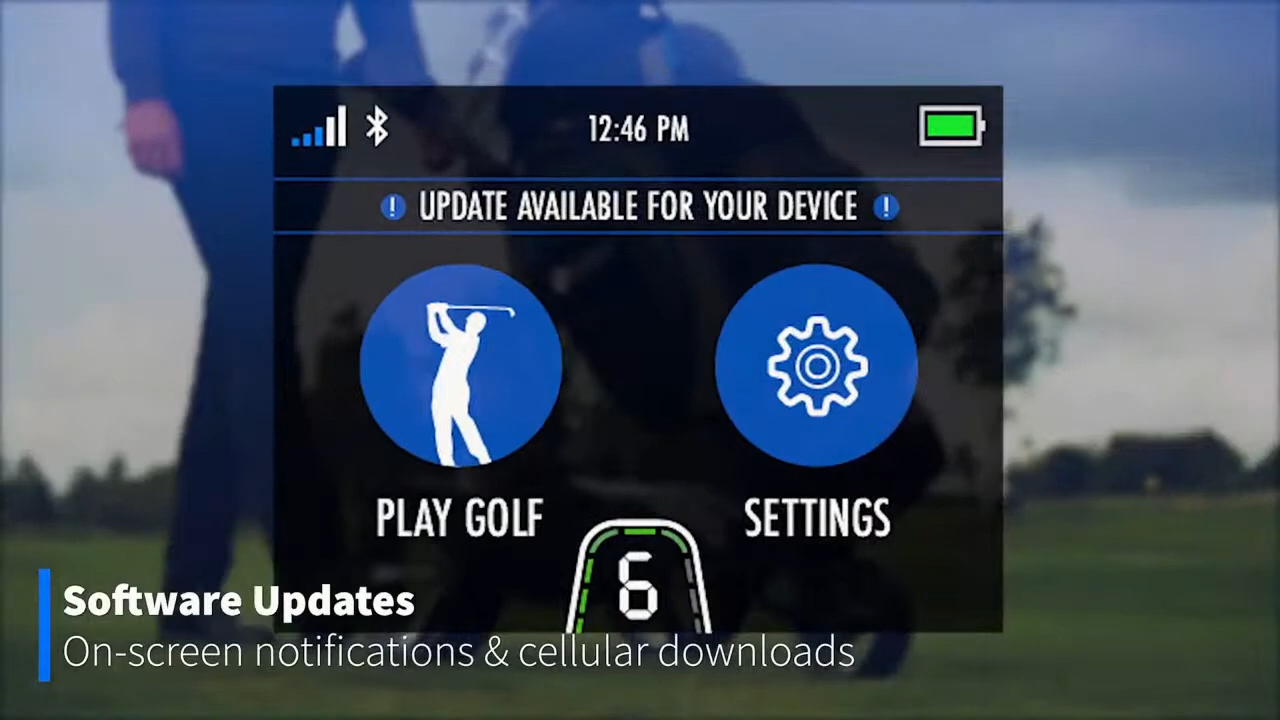 12:46 PM
! UPDATE AVAILABLE FOR YOUR DEVICE !
PLAY GOLF
SETTINGS
6
Software Updates
On-screen notifications & cellular downloads